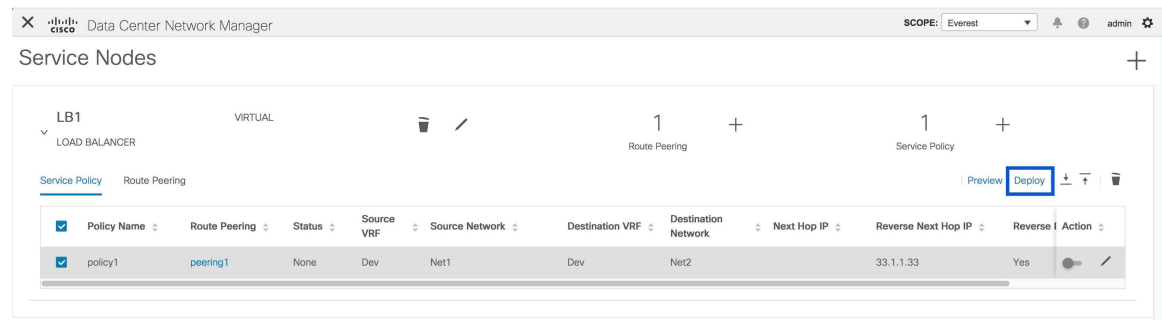 cisco Data Center Network Manager SCOPE: Everest admin
Service Nodes
LB1 VIRTUAL 1 1
LOAD BALANCER Route Peering Service Policy
Service Policy Route Peering Preview Deploy
Policy Name Route Peering Status Source VRF Source Network Destination VRF Destination Network Next Hop IP Reverse Next Hop IP Reverse Action
policy1 peering1 None Dev Net1 Dev Net2 33.1.1.33 Yes